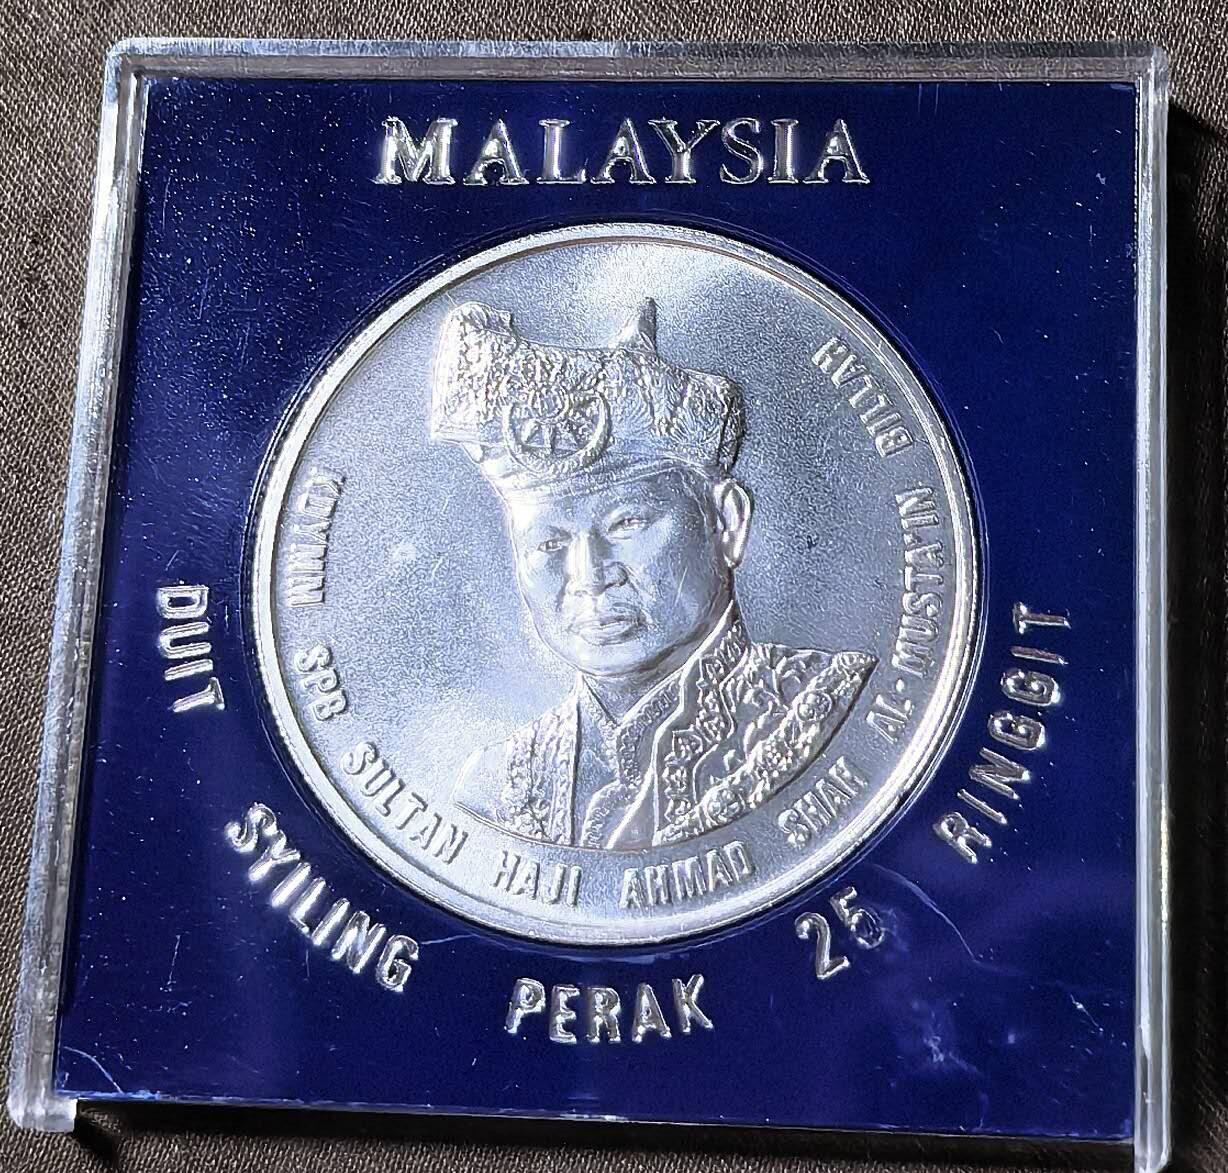 MALAYSIA
KDYMM SPB SULTAN HAJI AHMAD SHAH AL-MUSTA'IN BILLAH
DUIT SYILING PERAK 25 RINGGIT